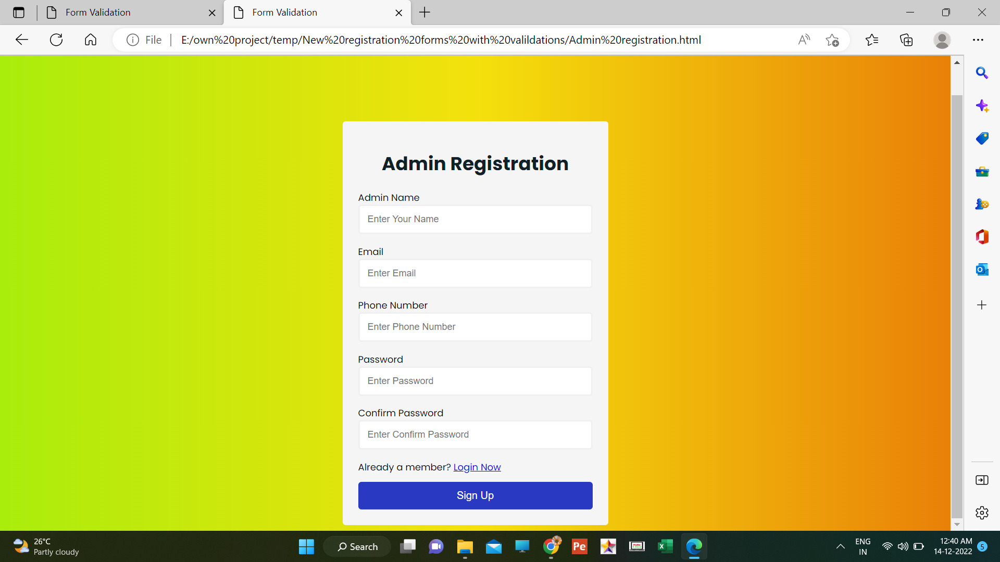 Form Validation
Form Validation
File
E:/own%20project/temp/New%20registration%20forms%20with%20valildations/Admin%20registration.html
Admin Registration
Admin Name
Enter Your Name
Email
Enter Email
Phone Number
Enter Phone Number
Password
Enter Password
Confirm Password
Enter Confirm Password
Already a member? Login Now
Sign Up
26°C
Partly cloudy
Search
Pe
ENG
IN
12:40 AM
14-12-2022
5